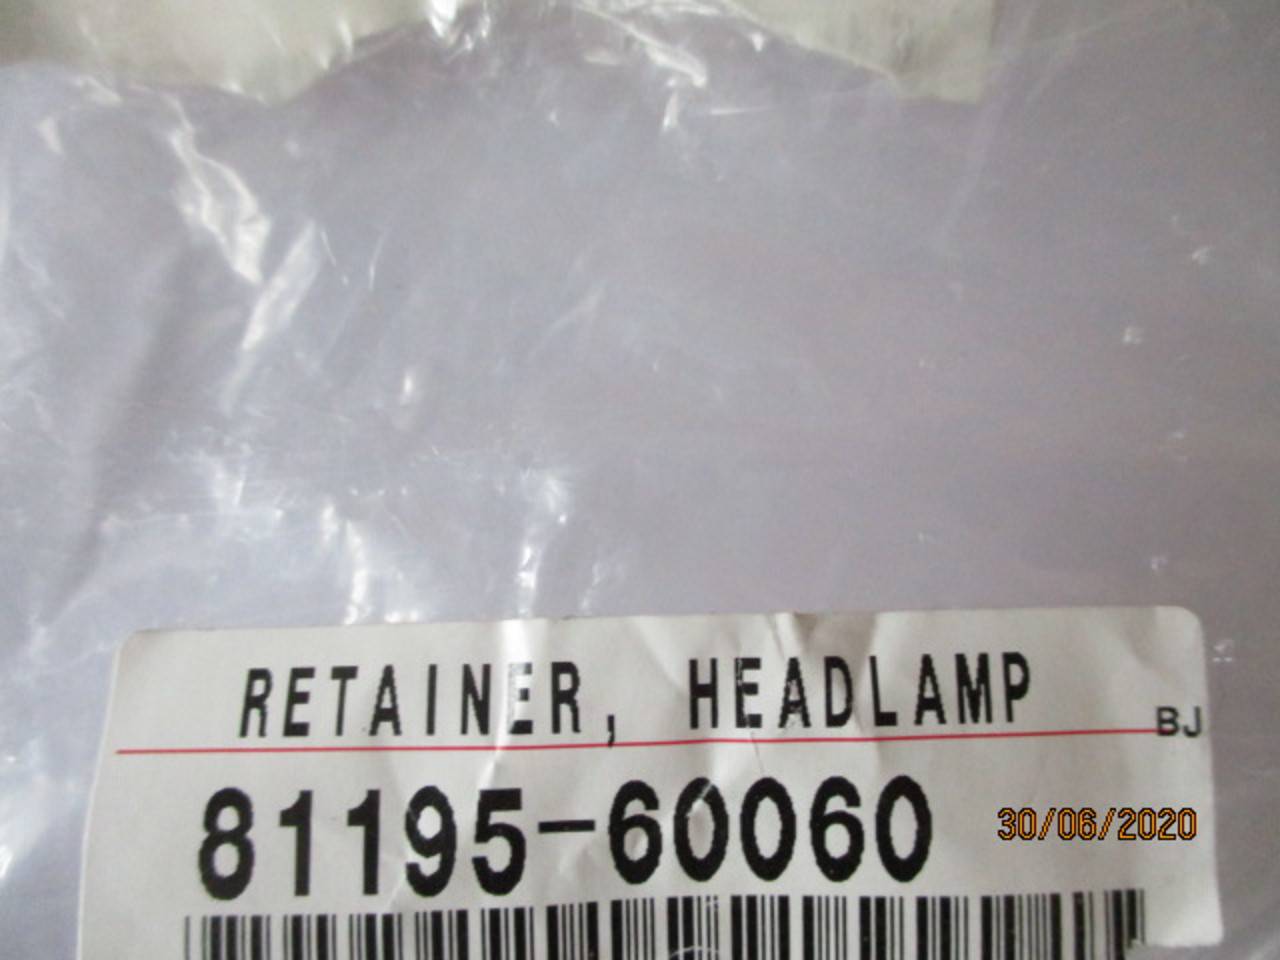 RETAINER, HEADLAMP
BJ
81195-60060
30/06/2020